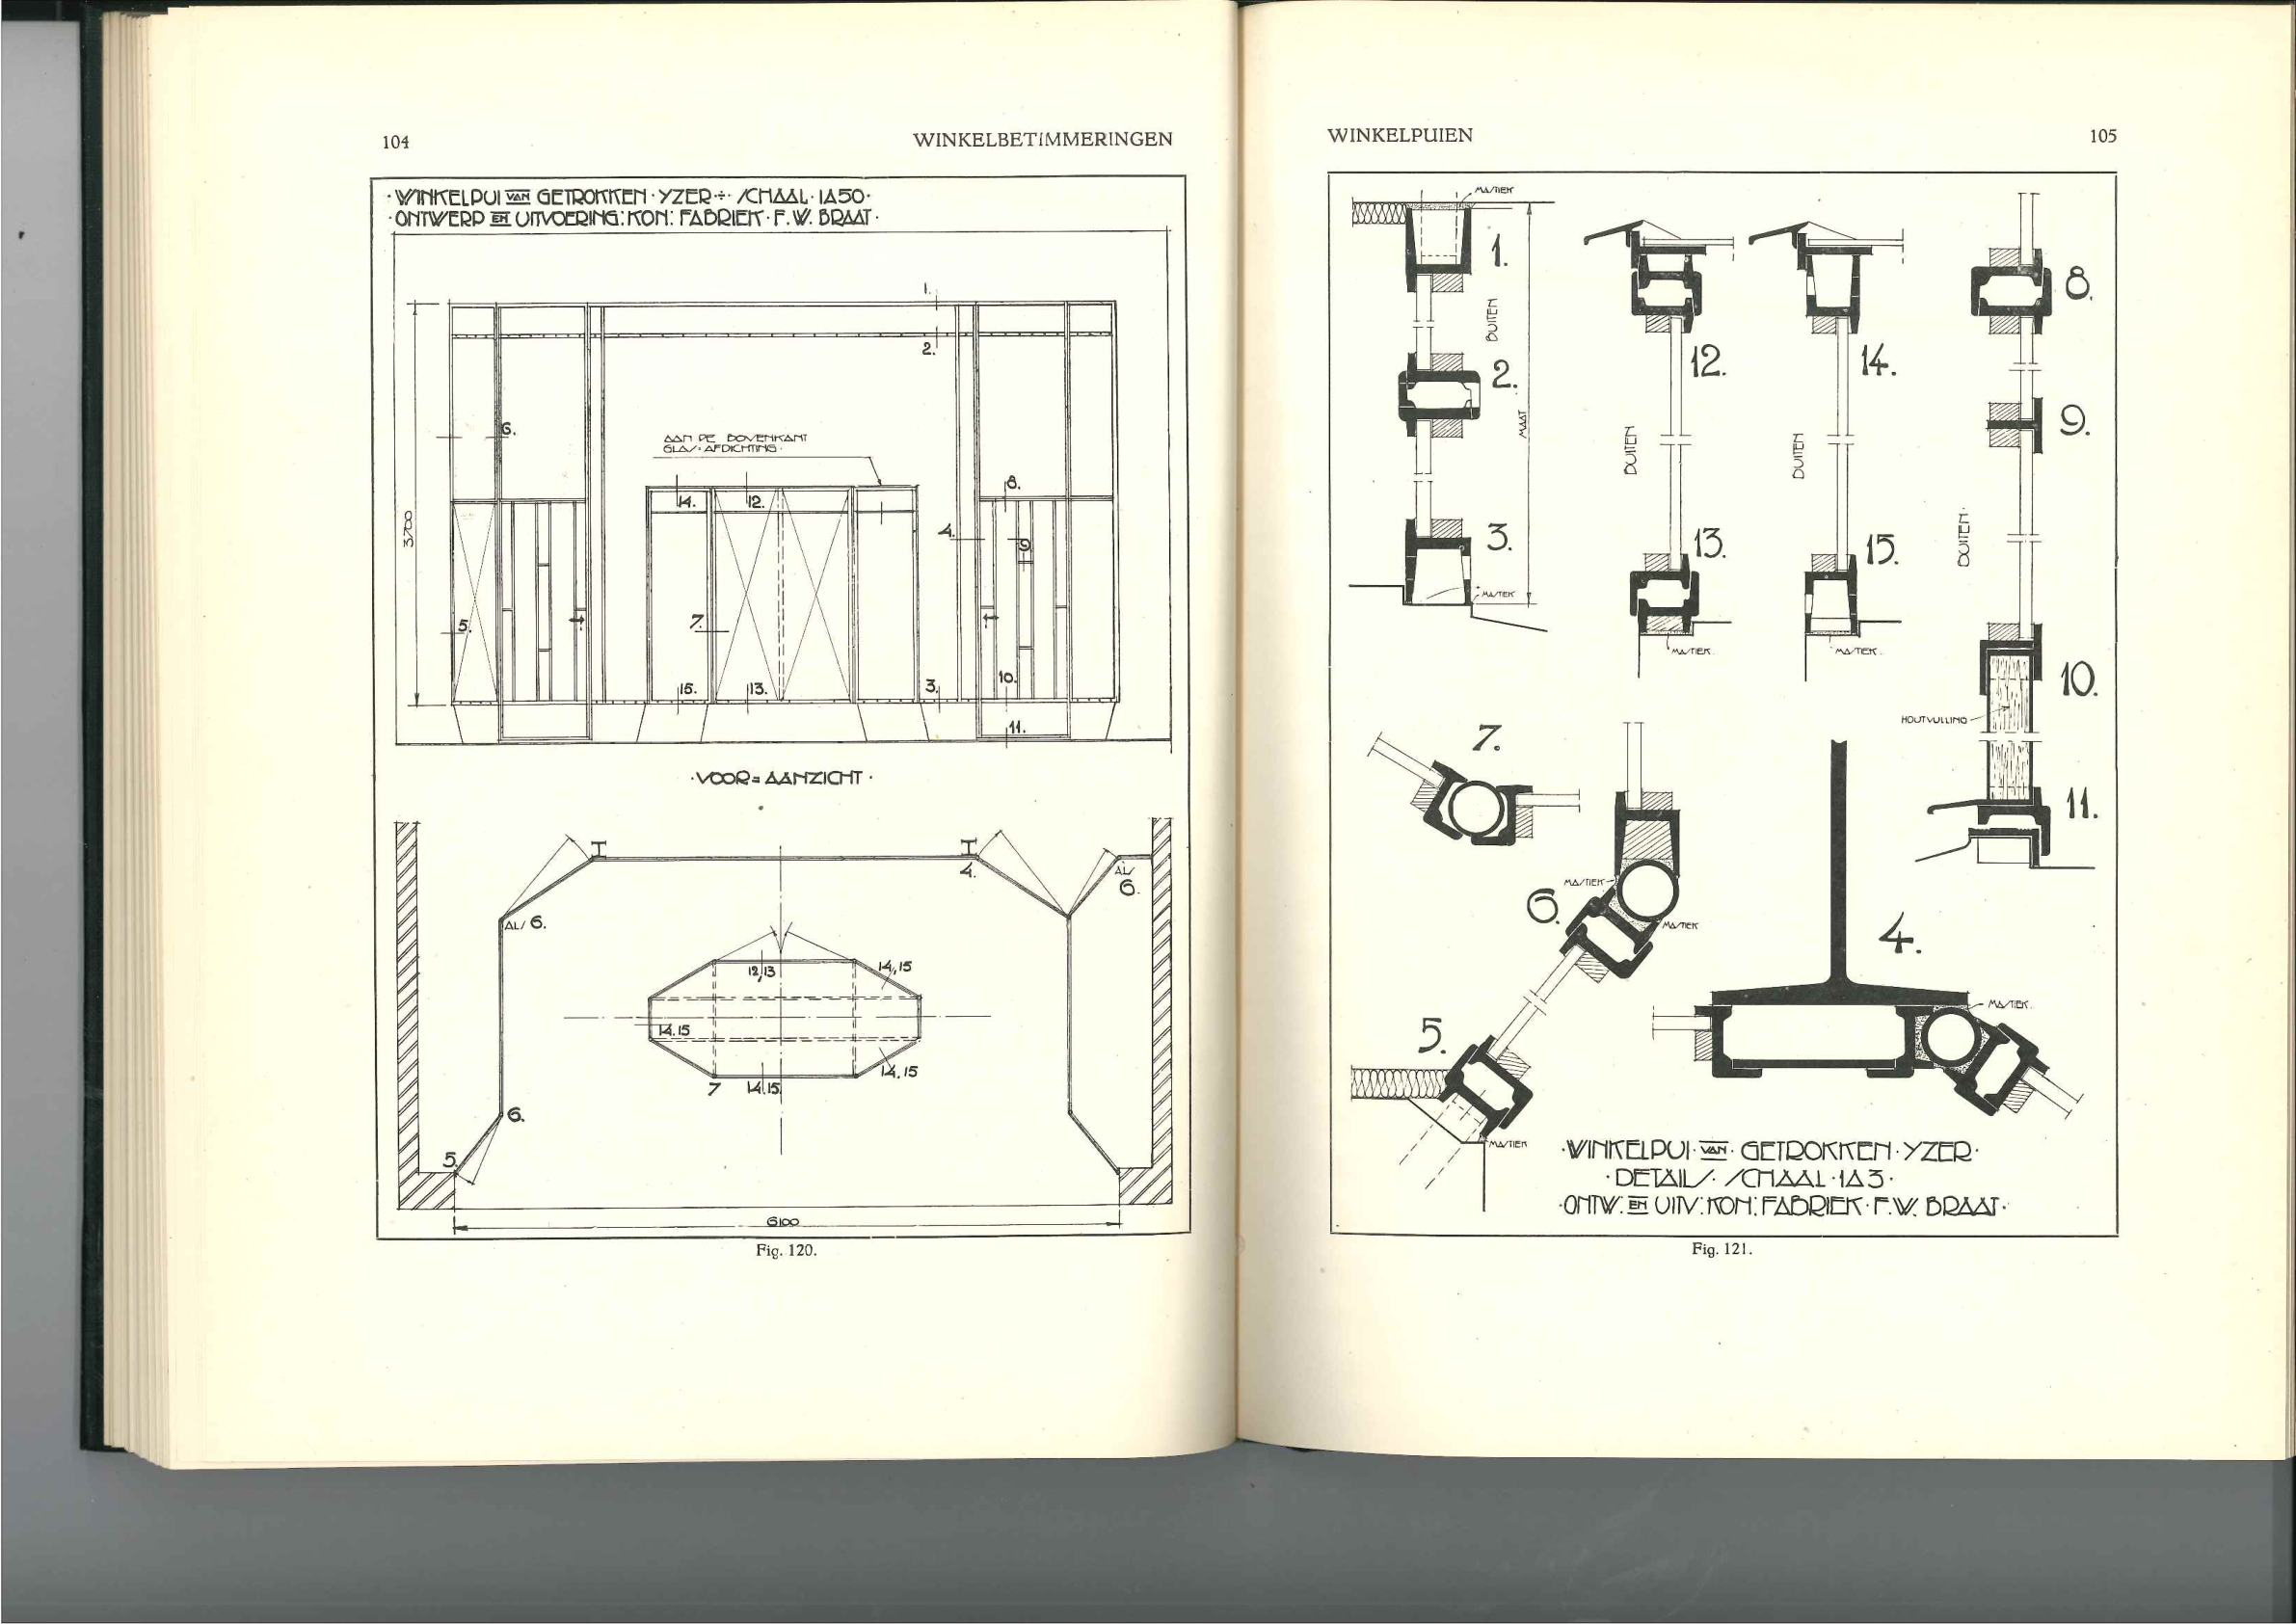 104
WINKELBETIMMERINGEN
· WINKELPUI VAN GETROKKEN · YZER ÷ · SCHAAL · 1A50 ·
· ONTWERP EN UITVOERING: KON: FABRIEK · F. W. BRAAT ·
1.
2.
6.
AAN DE BOVENKANT
GLAS · AFDICHTING ·
8.
14.
12.
3700
4.
9
5.
7.
15.
13.
3.
10.
11.
· VOOR = AANZICHT ·
4.
ALS
6.
ALS 6.
12,13
14,15
14.15
14,15
7
14.15.
6.
5.
6100
Fig. 120.
WINKELPUIEN
105
MASTIEK
1.
BUITEN
8.
12.
14.
2.
MAAT
9.
BUITEN
BUITEN
3.
13.
15.
BUITEN ·
MASTIEK
MASTIEK .
MASTIEK .
10.
HOUTVULLING
7.
11.
MASTIEK
6.
MASTIEK
4.
MASTIEK .
5.
MASTIEK
· WINKELPUI · VAN · GETROKKEN · YZER ·
· DETAILS · SCHAAL · 1A3 ·
· ONTW: EN UITV: KON: FABRIEK · F. W. BRAAT ·
Fig. 121.